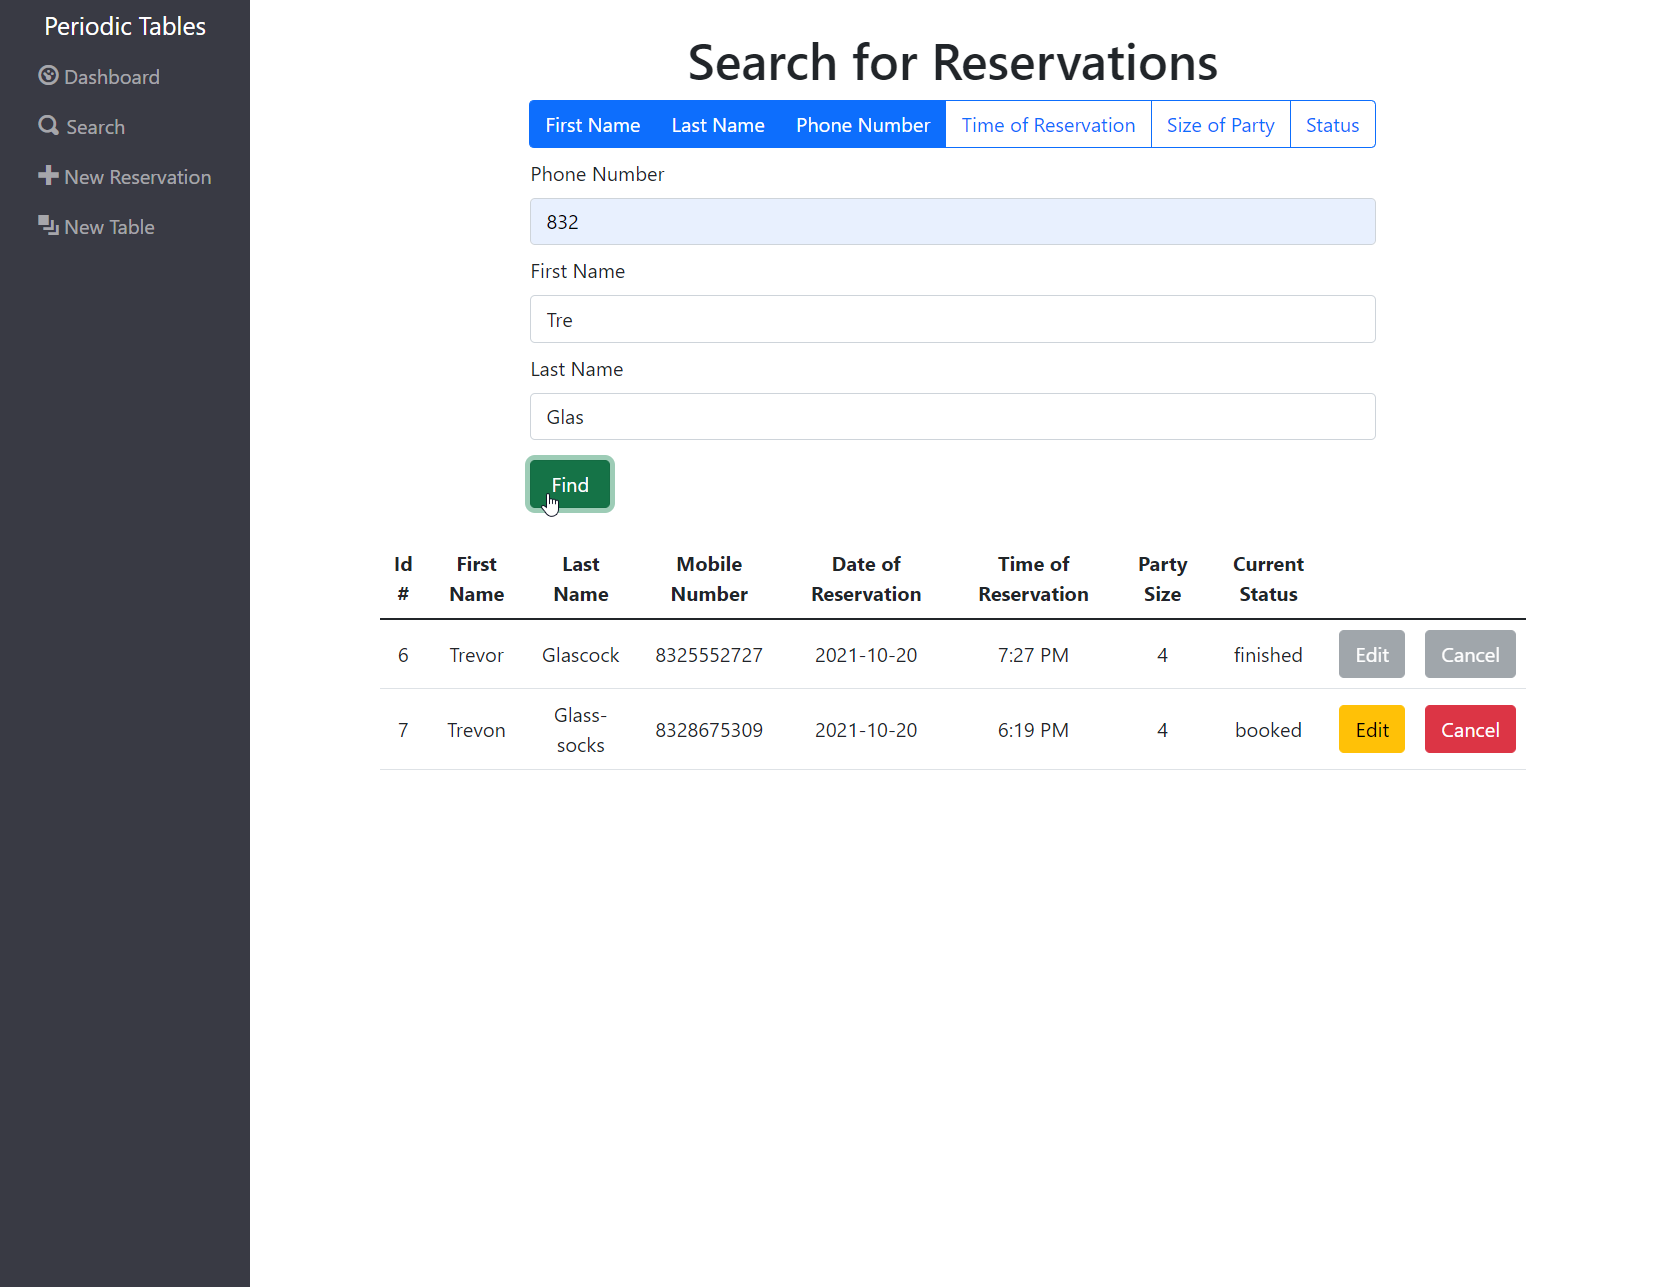 Periodic Tables
Dashboard
Search
New Reservation
New Table
Search for Reservations
First Name Last Name Phone Number Time of Reservation Size of Party Status
Phone Number
832
First Name
Tre
Last Name
Glas
Find
Id # First Name Last Name Mobile Number Date of Reservation Time of Reservation Party Size Current Status
6 Trevor Glascock 8325552727 2021-10-20 7:27 PM 4 finished Edit Cancel
7 Trevon Glass-socks 8328675309 2021-10-20 6:19 PM 4 booked Edit Cancel